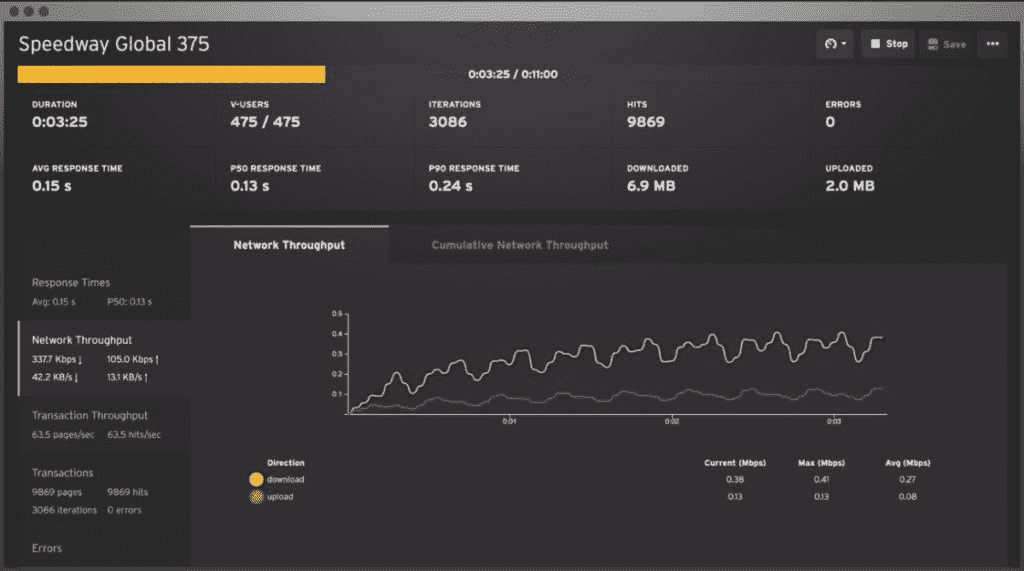 Speedway Global 375
Stop
Save
0:03:25 / 0:11:00
DURATION V-USERS ITERATIONS HITS ERRORS
0:03:25 475 / 475 3086 9869 0
AVG RESPONSE TIME P50 RESPONSE TIME P90 RESPONSE TIME DOWNLOADED UPLOADED
0.15 s 0.13 s 0.24 s 6.9 MB 2.0 MB
Network Throughput Cumulative Network Throughput
Response Times
Avg: 0.15 s P50: 0.13 s
Network Throughput
337.7 Kbps ↓ 105.0 Kbps ↑
42.2 KB/s ↓ 13.1 KB/s ↑
Transaction Throughput
63.5 pages/sec 63.5 hits/sec
Transactions
9869 pages 9869 hits
3086 iterations 0 errors
Errors
0.5
0.4
0.3
0.2
0.1
0:01 0:02 0:03
Direction Current (Mbps) Max (Mbps) Avg (Mbps)
download 0.38 0.41 0.27
upload 0.13 0.13 0.08